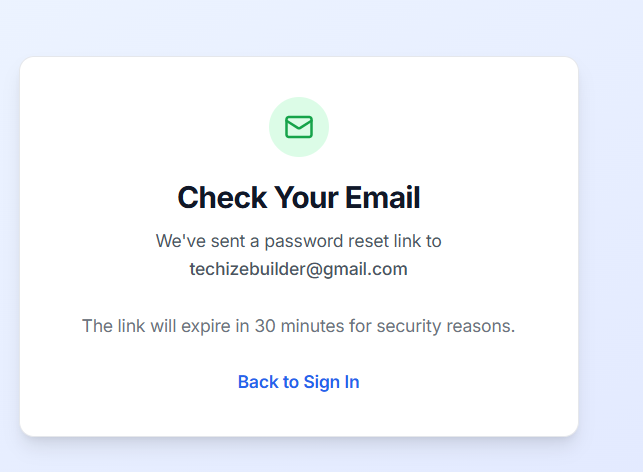 Check Your Email
We've sent a password reset link to
techizebuilder@gmail.com
The link will expire in 30 minutes for security reasons.
Back to Sign In